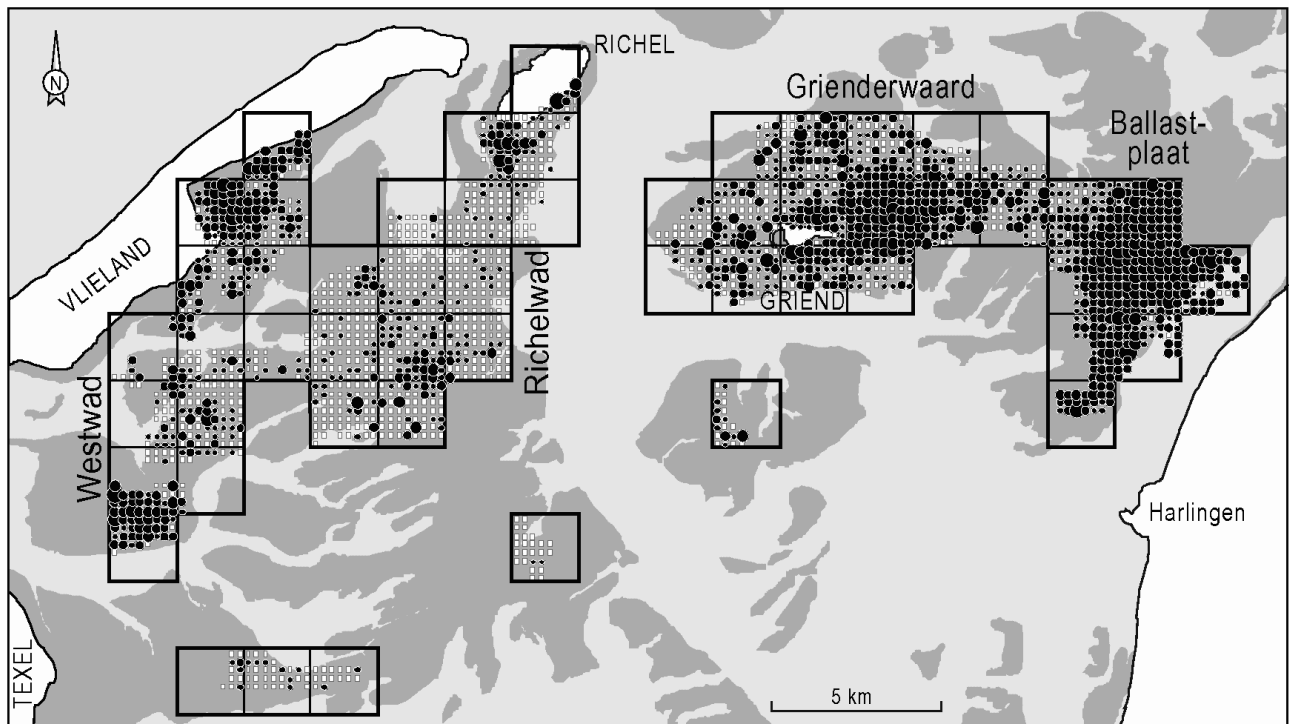 N
RICHEL
Grienderwaard
Ballast-
plaat
VLIELAND
GRIEND
Richelwad
Westwad
Harlingen
TEXEL
5 km